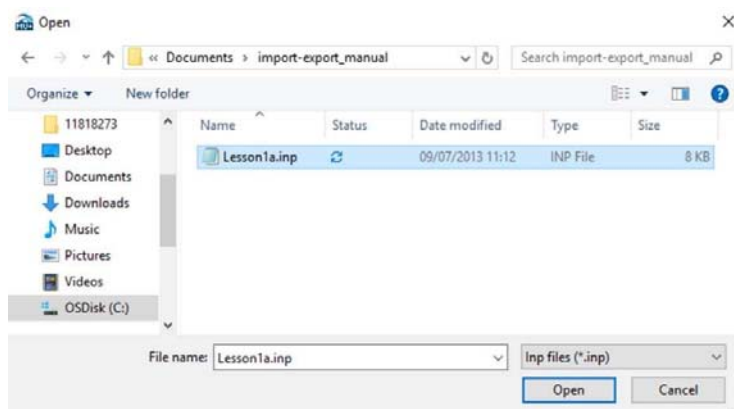 MU+ Open
« Documents › import-export_manual Search import-export_manual
Organize New folder
11818273
Desktop
Documents
Downloads
Music
Pictures
Videos
OSDisk (C:)
Name Status Date modified Type Size
Lesson1a.inp 09/07/2013 11:12 INP File 8 KB
File name: Lesson1a.inp Inp files (*.inp)
Open Cancel